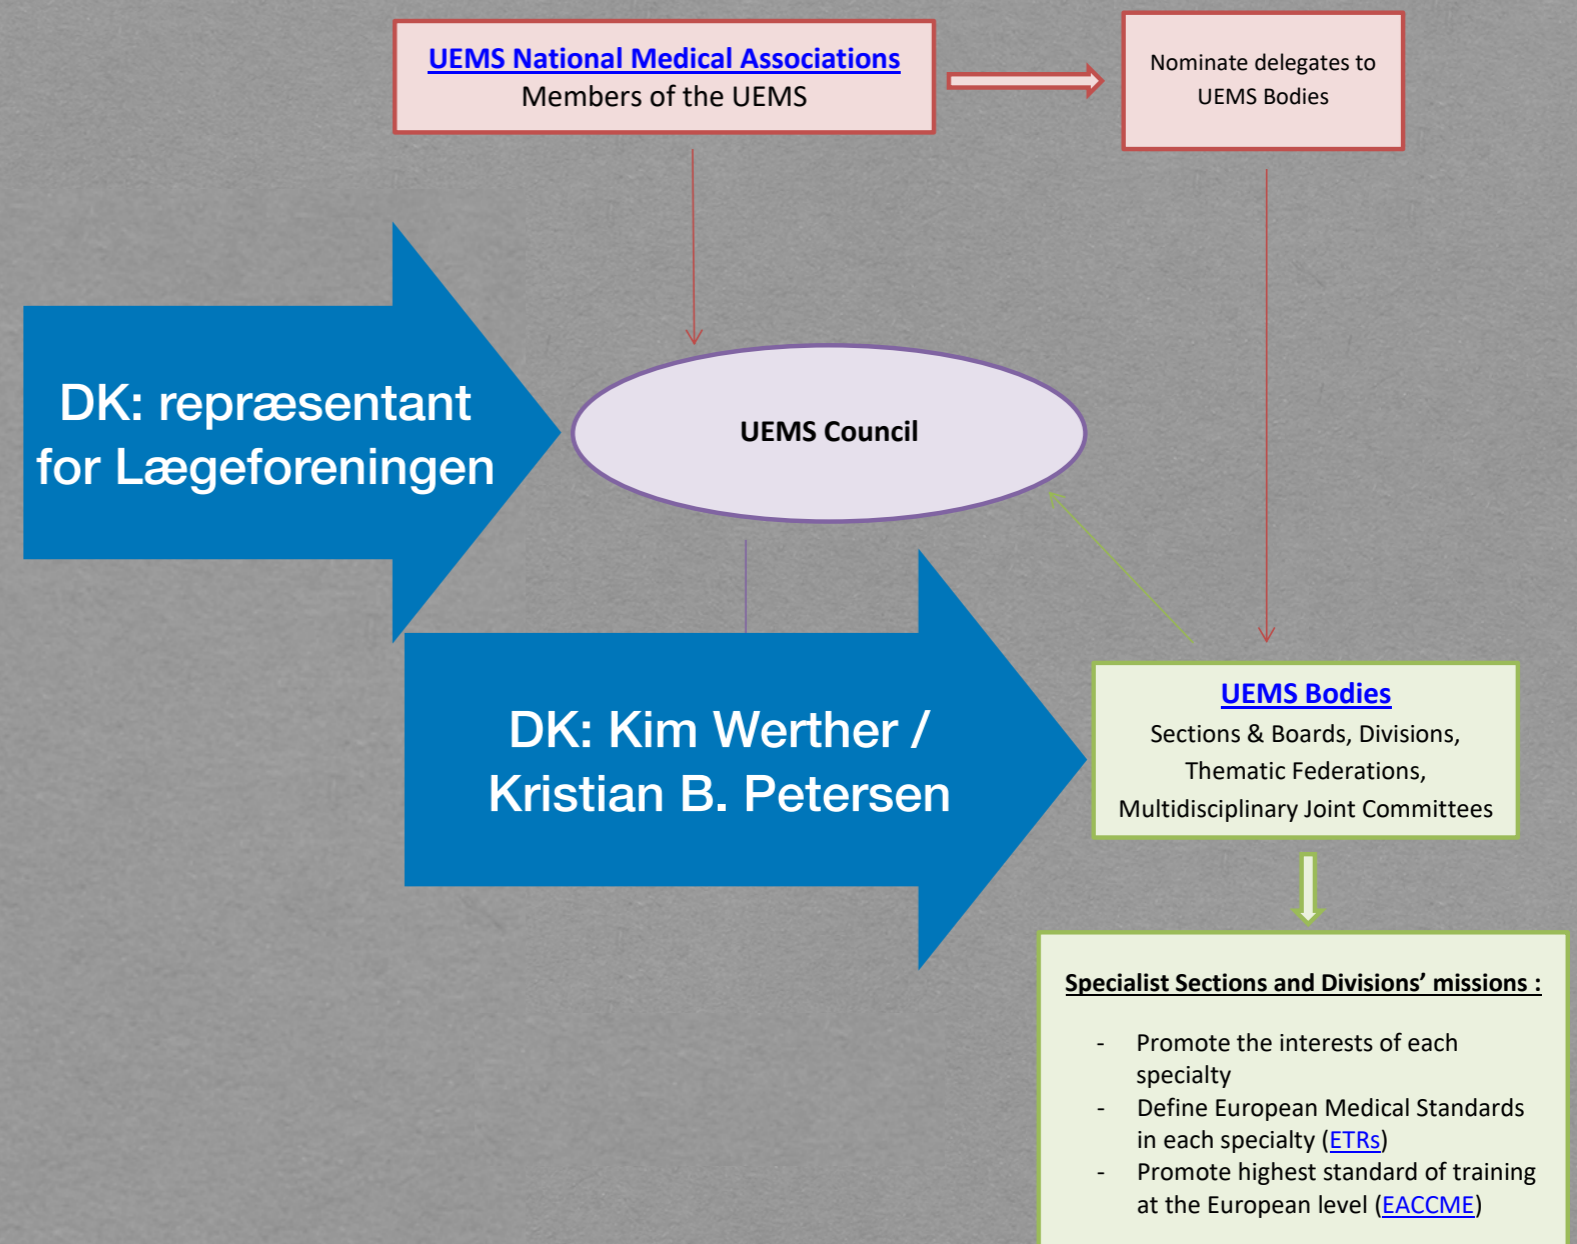 UEMS National Medical Associations
Members of the UEMS
Nominate delegates to
UEMS Bodies
DK: repræsentant
for Lægeforeningen
UEMS Council
DK: Kim Werther /
Kristian B. Petersen
UEMS Bodies
Sections & Boards, Divisions,
Thematic Federations,
Multidisciplinary Joint Committees
Specialist Sections and Divisions’ missions :
- Promote the interests of each
specialty
- Define European Medical Standards
in each specialty (ETRs)
- Promote highest standard of training
at the European level (EACCME)